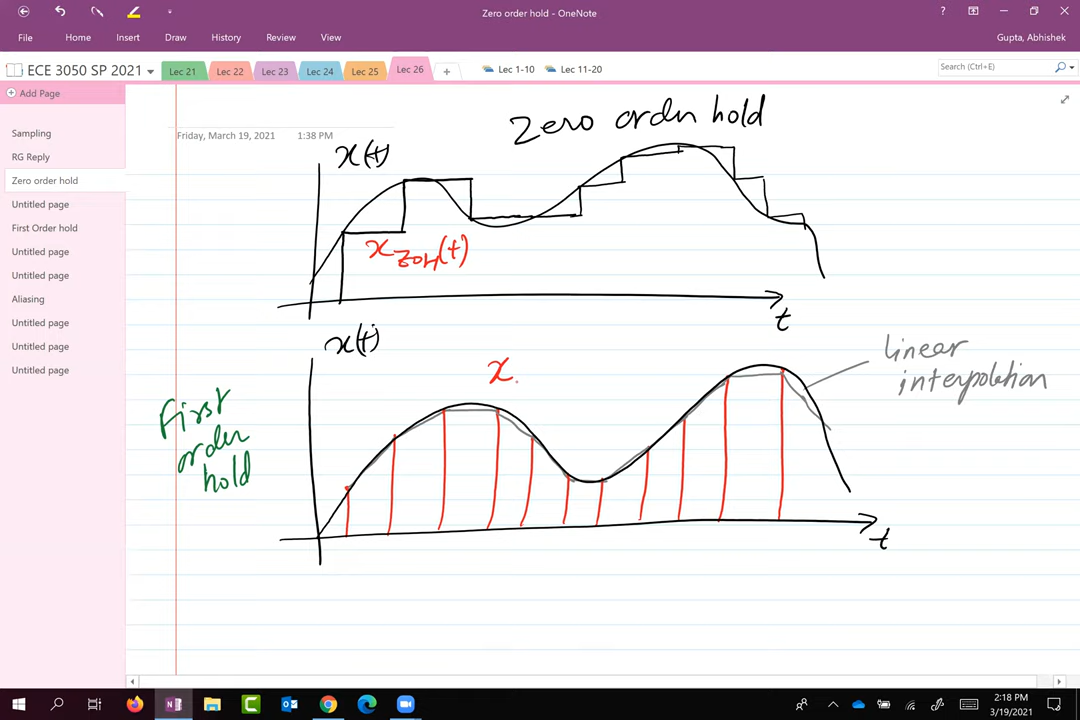 Zero order hold - OneNote
?
File
Home
Insert
Draw
History
Review
View
Gupta, Abhishek
ECE 3050 SP 2021
Lec 21
Lec 22
Lec 23
Lec 24
Lec 25
Lec 26
+
Lec 1-10
Lec 11-20
Search (Ctrl+E)
Add Page
Sampling
RG Reply
Zero order hold
Untitled page
First Order hold
Untitled page
Untitled page
Aliasing
Untitled page
Untitled page
Untitled page
Friday, March 19, 2021
1:38 PM
Zero order hold
x(t)
x ZOH (t)
t
x(t)
x
linear
interpolation
First
order
hold
t
2:18 PM
3/19/2021